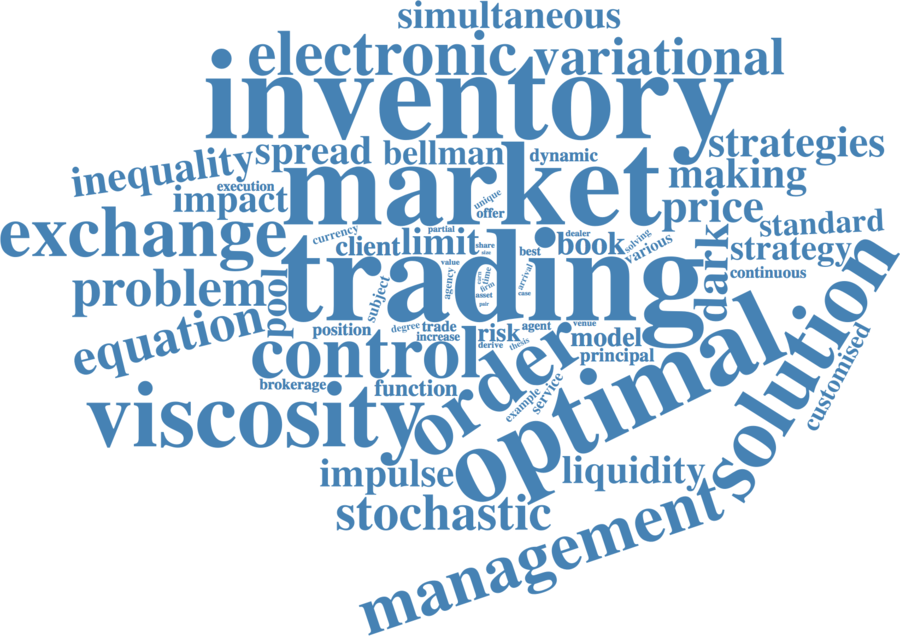 simultaneous
electronic
variational
inventory
strategies
inequality
spread
bellman
dynamic
market
making
execution
impact
unique
offer
price
exchange
currency
partial
client
limit
share
size
best
dealer
book
solving
various
standard
strategy
dark
continuous
trading
problem
pool
subject
value
agency
time
firm
asset
pair
arrival
case
equation
position
degree
trade
increase
risk
agent
venue
model
derive
thesis
principal
control
order
optimal
solution
customised
brokerage
function
example
service
viscosity
impulse
liquidity
stochastic
management